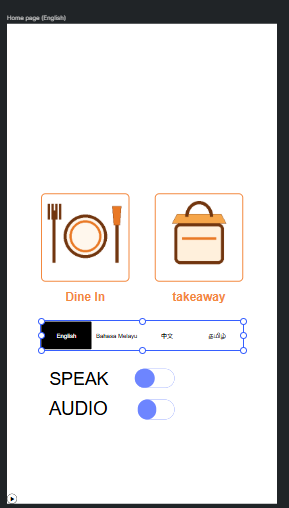 Home page (English)
Dine In takeaway
English Bahasa Melayu 中文 தமிழ்
SPEAK
AUDIO